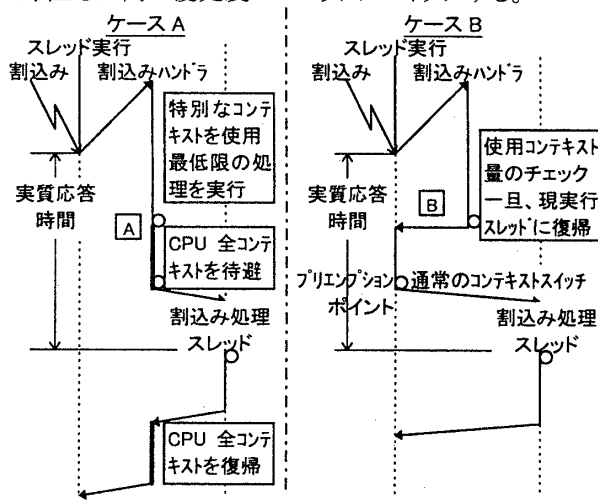 ケース A
スレッド実行
割込み
割込みハンドラ
特別なコンテ
キストを使用
最低限の処
理を実行
実質応答
時間
A
CPU 全コンテ
キストを待避
割込み処理
スレッド
CPU 全コンテ
キストを復帰
ケース B
スレッド実行
割込み
割込みハンドラ
使用コンテキスト
量のチェック
一旦、現実行
スレッドに復帰
実質応答
時間
B
プリエンプション
ポイント
通常のコンテキストスイッチ
割込み処理
スレッド